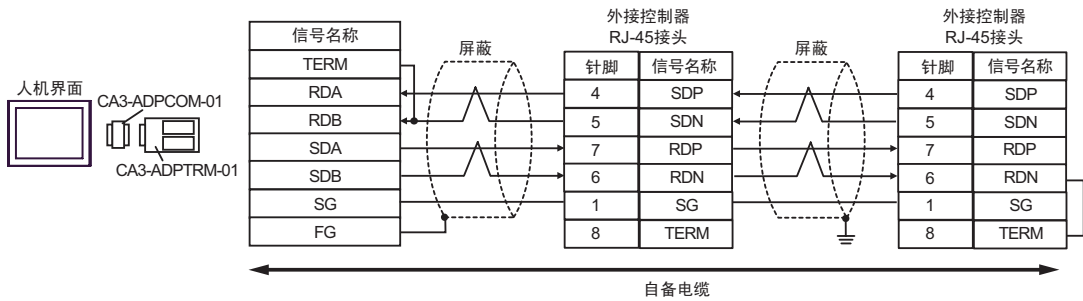 人机界面
CA3-ADPCOM-01
CA3-ADPTRM-01
信号名称
TERM
RDA
RDB
SDA
SDB
SG
FG
屏蔽
外接控制器
RJ-45接头
针脚 信号名称
4 SDP
5 SDN
7 RDP
6 RDN
1 SG
8 TERM
屏蔽
外接控制器
RJ-45接头
针脚 信号名称
4 SDP
5 SDN
7 RDP
6 RDN
1 SG
8 TERM
自备电缆